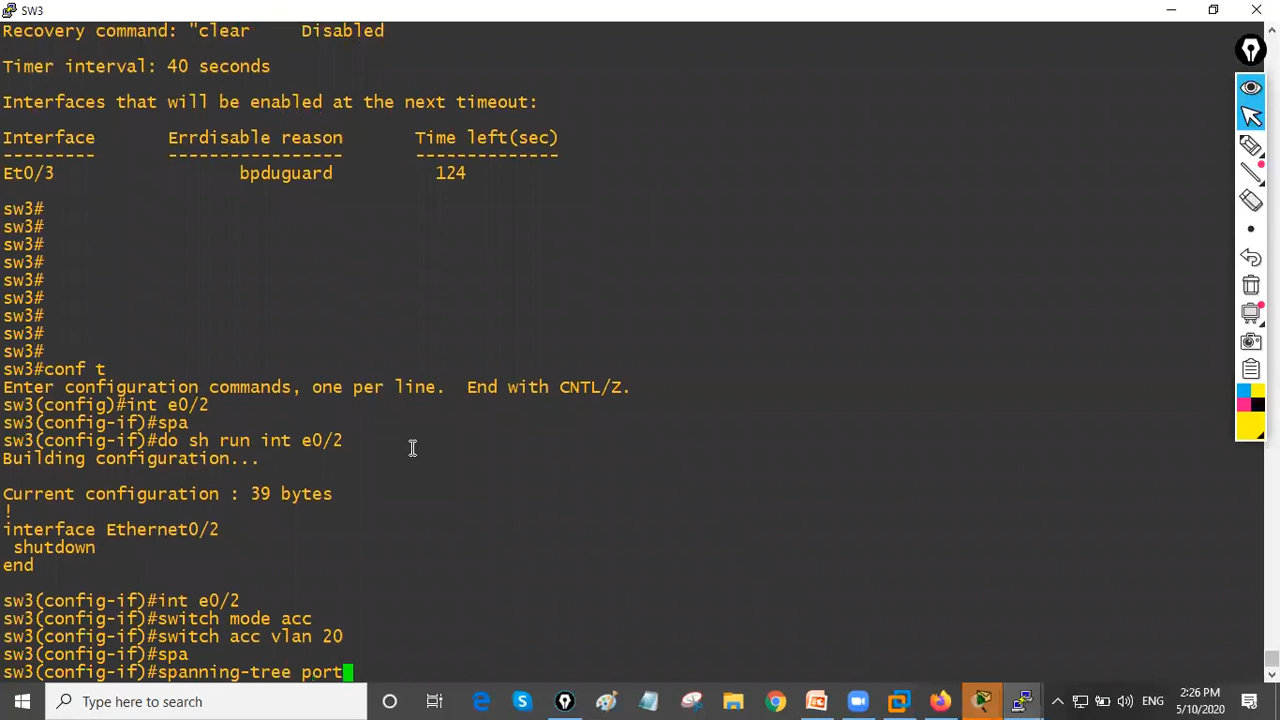 SW3
Recovery command: "clear     Disabled
Timer interval: 40 seconds
Interfaces that will be enabled at the next timeout:
Interface       Errdisable reason       Time left(sec)
---------       -----------------       --------------
Et0/3                  bpduguard          124
sw3#
sw3#
sw3#
sw3#
sw3#
sw3#
sw3#
sw3#
sw3#
sw3#conf t
Enter configuration commands, one per line.  End with CNTL/Z.
sw3(config)#int e0/2
sw3(config-if)#spa
sw3(config-if)#do sh run int e0/2
Building configuration...
Current configuration : 39 bytes
!
interface Ethernet0/2
 shutdown
end
sw3(config-if)#int e0/2
sw3(config-if)#switch mode acc
sw3(config-if)#switch acc vlan 20
sw3(config-if)#spa
sw3(config-if)#spanning-tree port
Type here to search
ENG
2:26 PM
5/10/2020